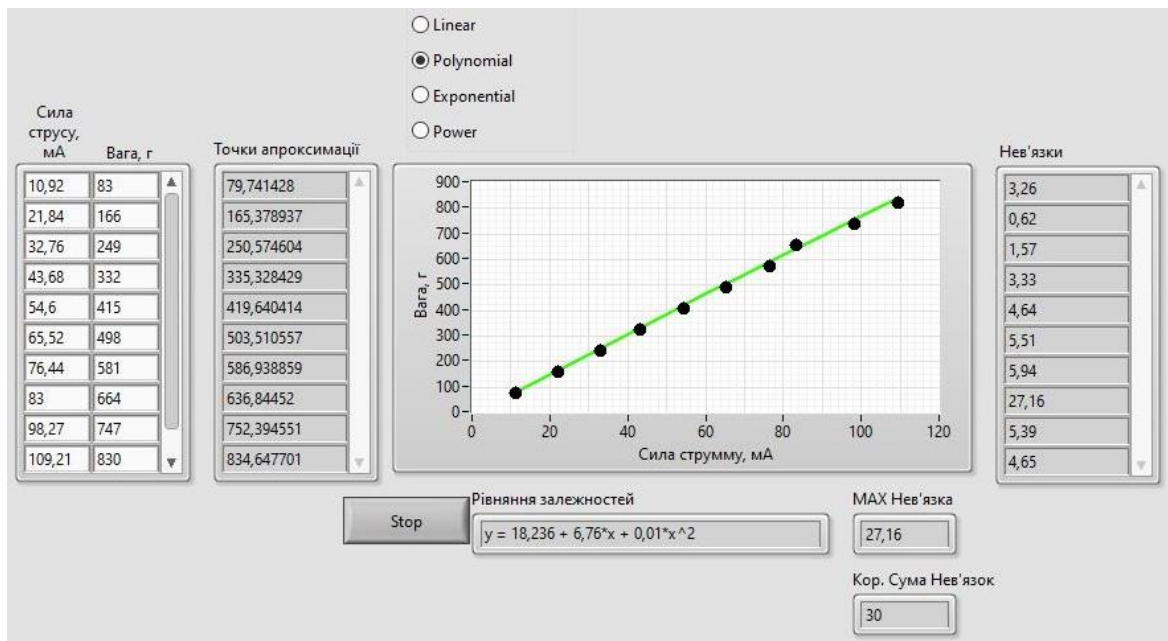 Linear
Polynomial
Exponential
Power
Сила
струсу,
мА
Вага, г
Точки апроксимації
Нев'язки
10,92 83 79,741428 3,26
21,84 166 165,378937 0,62
32,76 249 250,574604 1,57
43,68 332 335,328429 3,33
54,6 415 419,640414 4,64
65,52 498 503,510557 5,51
76,44 581 586,938859 5,94
83 664 636,84452 27,16
98,27 747 752,394551 5,39
109,21 830 834,647701 4,65
Вага, г
900
800
700
600
500
400
300
200
100
0
0 20 40 60 80 100 120
Сила струмму, мА
Stop
Рівняння залежностей
y = 18,236 + 6,76*x + 0,01*x^2
MAX Нев'язка
27,16
Кор. Сума Нев'язок
30